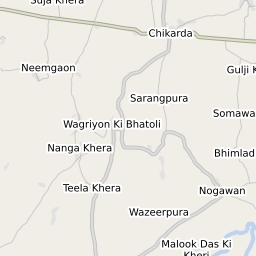 Suja Khera
Chikarda
Neemgaon
Gulji K
Sarangpura
Somawa
Wagriyon Ki Bhatoli
Nanga Khera
Bhimlad
Teela Khera
Nogawan
Wazeerpura
Malook Das Ki
Kheri